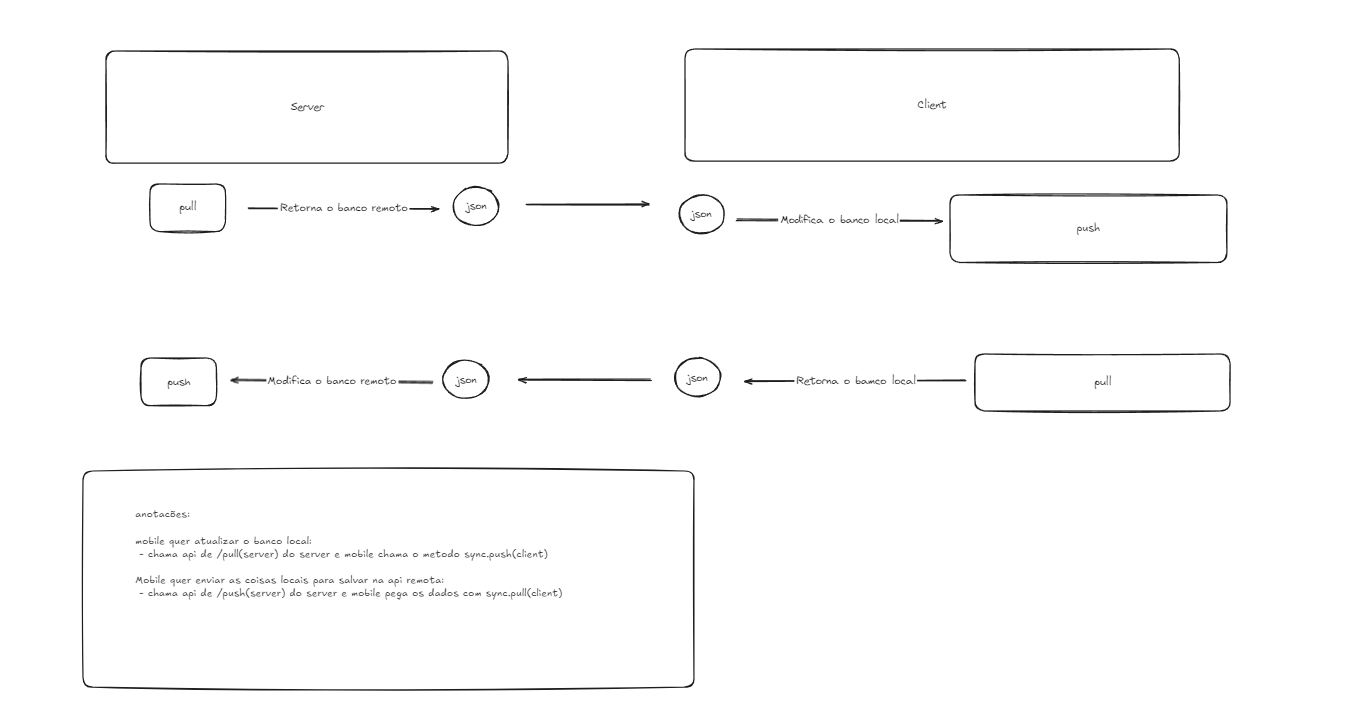 Server
Client
pull
Retorna o banco remoto
json
json
Modifica o banco local
push
push
Modifica o banco remoto
json
json
Retorna o bamco local
pull
anotacões:
mobile quer atualizar o banco local:
- chama api de /pull(server) do server e mobile chama o metodo sync.push(client)
Mobile quer enviar as coisas locais para salvar na api remota:
- chama api de /push(server) do server e mobile pega os dados com sync.pull(client)